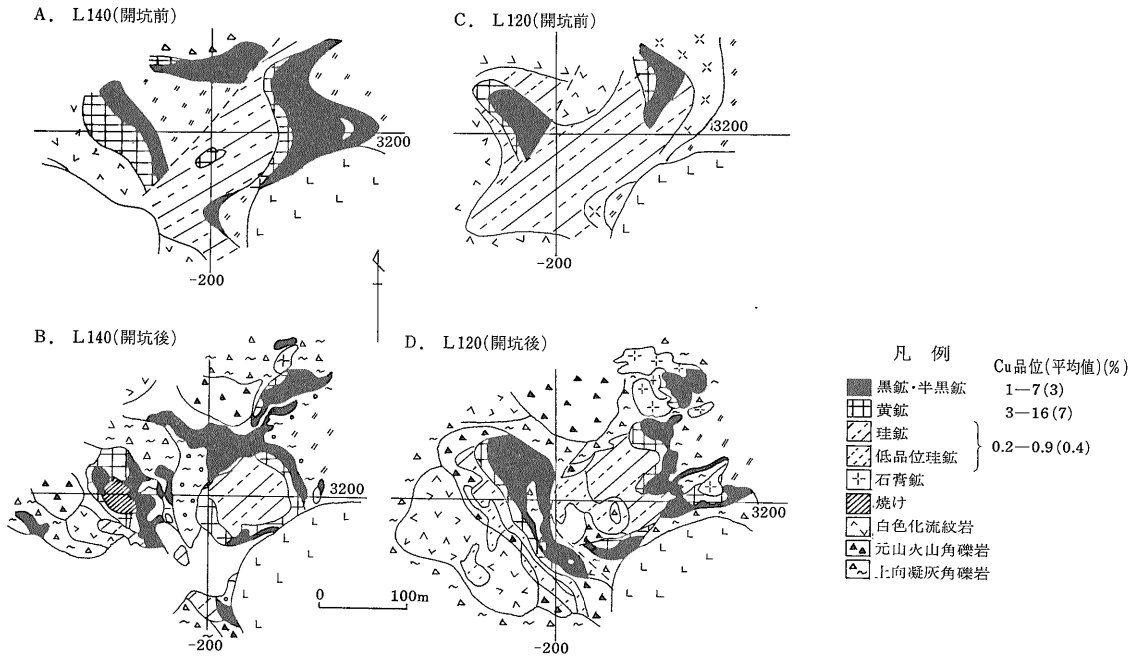 A. L140(開坑前)
3200
-200
C. L120(開坑前)
3200
-200
B. L140(開坑後)
3200
-200
0 100m
D. L120(開坑後)
3200
-200
凡 例
Cu品位(平均値)(%)
黒鉱・半黒鉱 1―7(3)
黄鉱 3―16(7)
珪鉱
低品位珪鉱
0.2―0.9(0.4)
石膏鉱
焼け
白色化流紋岩
元山火山角礫岩
上向凝灰角礫岩